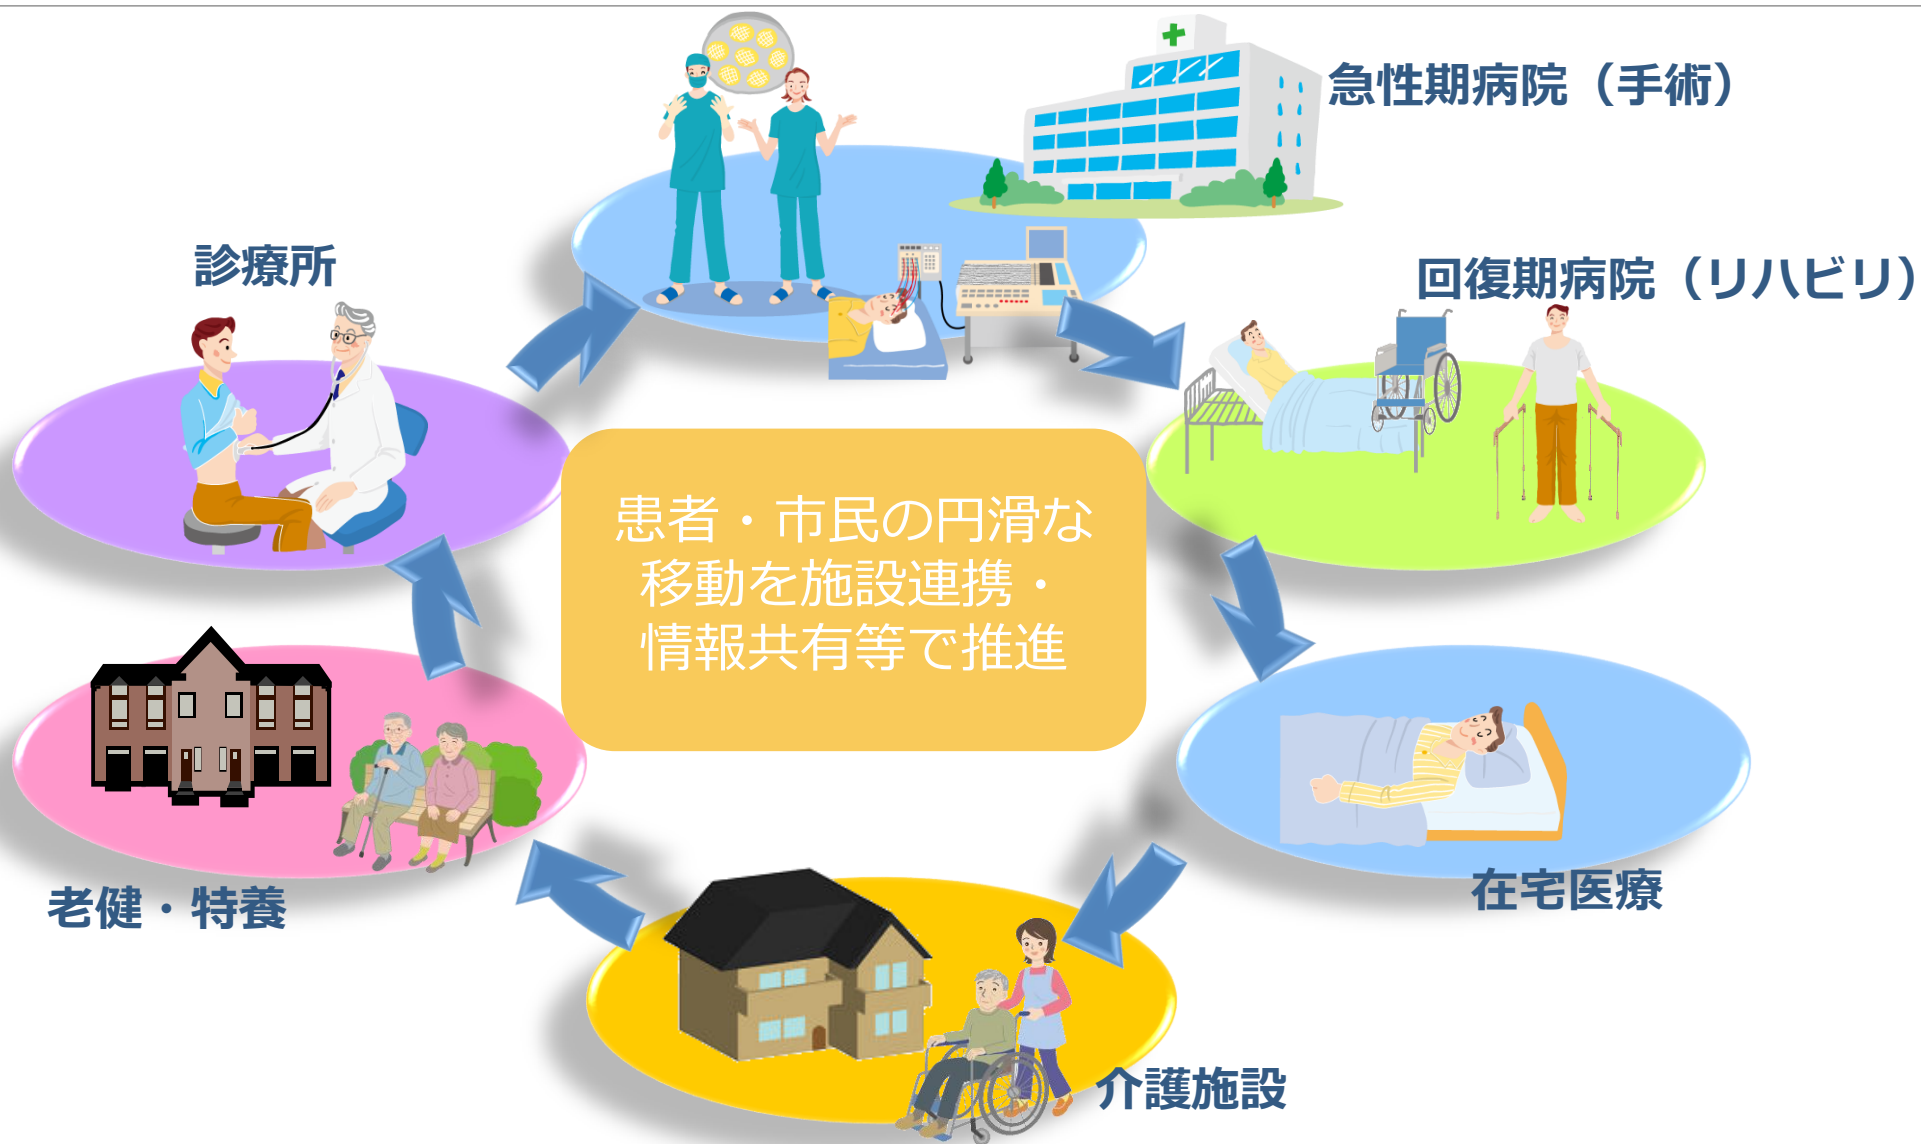 急性期病院（手術）
診療所
回復期病院（リハビリ）
患者・市民の円滑な
移動を施設連携・
情報共有等で推進
在宅医療
老健・特養
介護施設